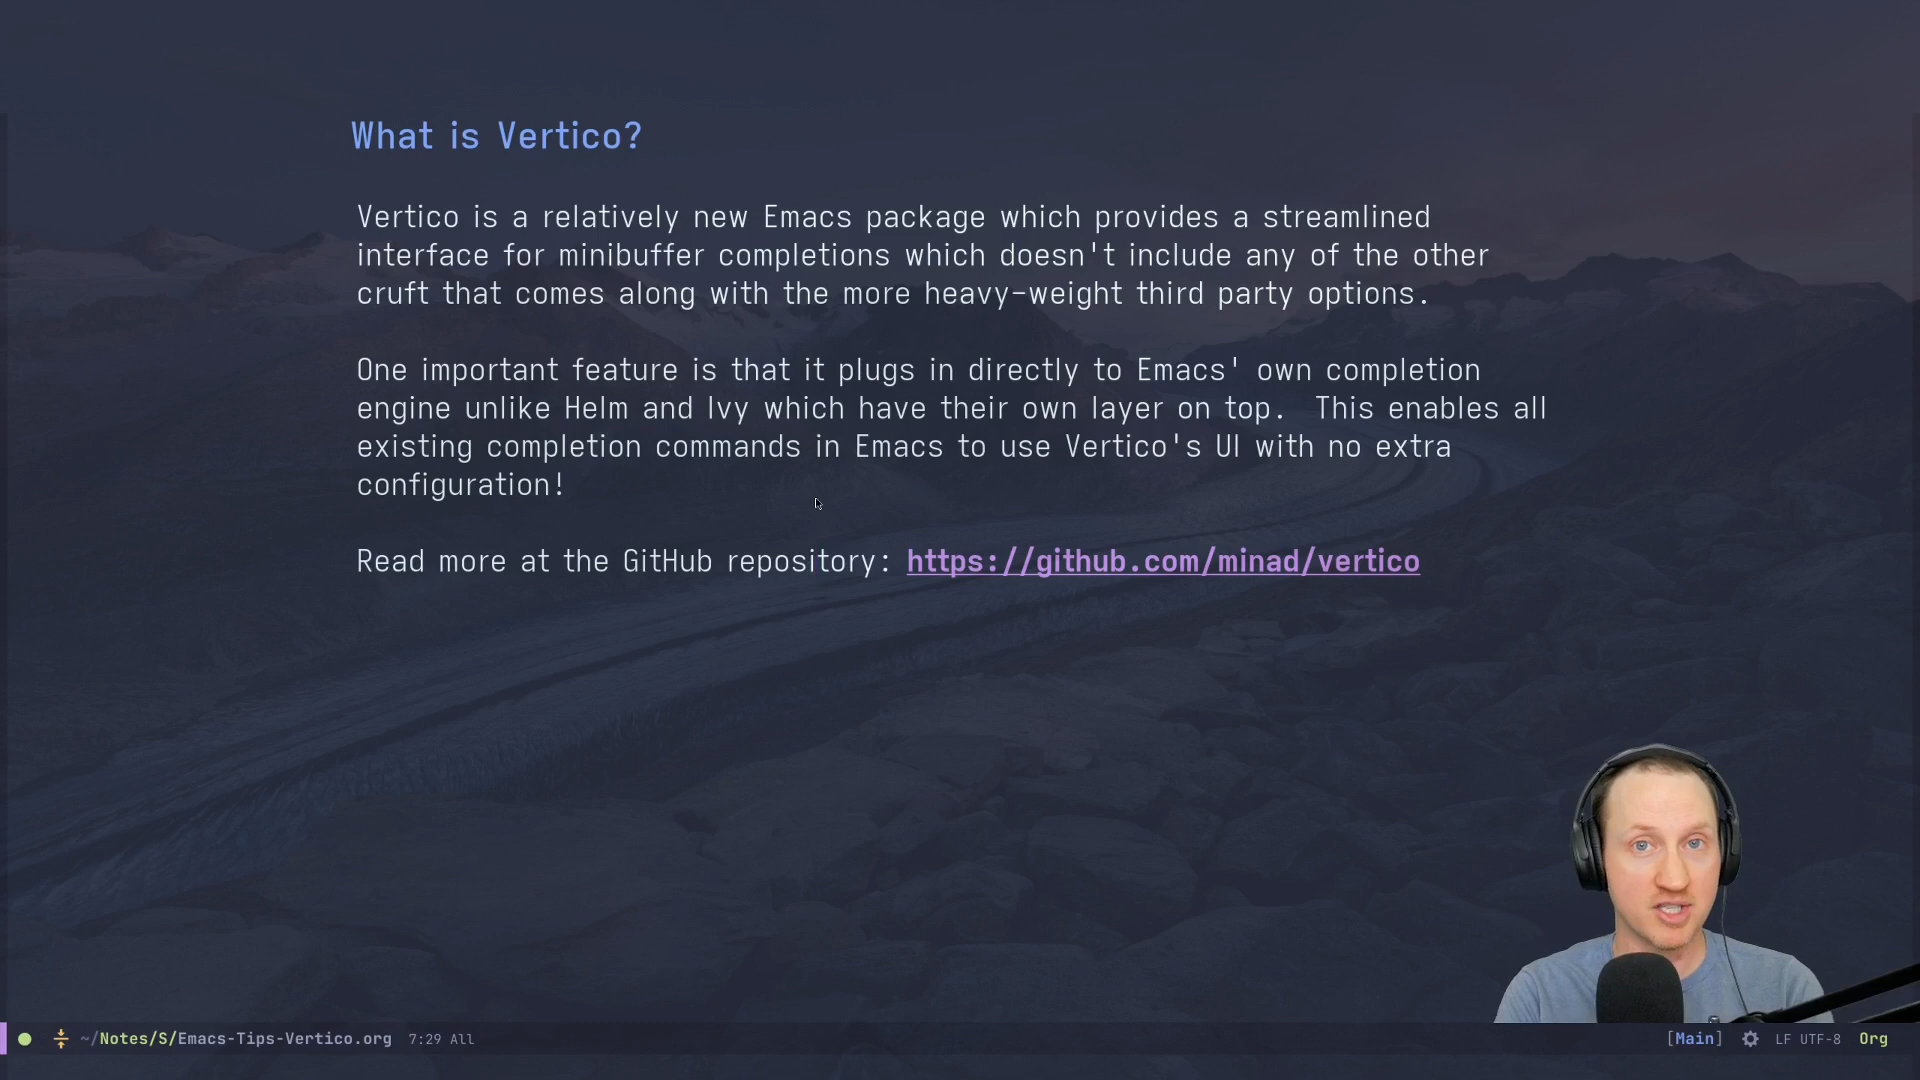 What is Vertico?
Vertico is a relatively new Emacs package which provides a streamlined
interface for minibuffer completions which doesn't include any of the other
cruft that comes along with the more heavy-weight third party options.
One important feature is that it plugs in directly to Emacs' own completion
engine unlike Helm and Ivy which have their own layer on top.  This enables all
existing completion commands in Emacs to use Vertico's UI with no extra
configuration!
Read more at the GitHub repository: https://github.com/minad/vertico
~/Notes/S/Emacs-Tips-Vertico.org 7:29 All [Main] LF UTF-8 Org